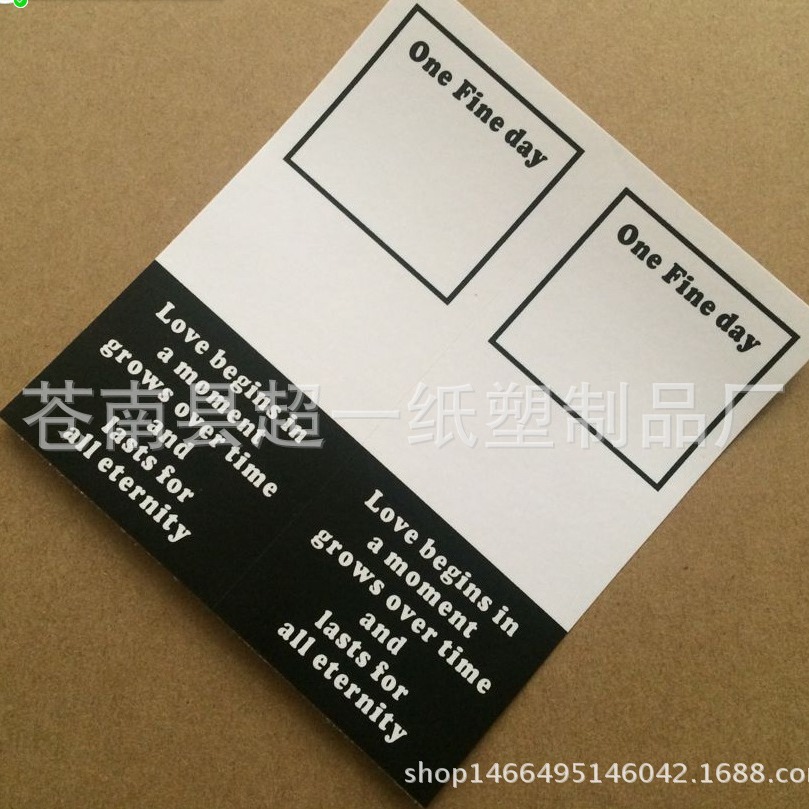 One Fine day
One Fine day
Love begins in
a moment
grows over time
and
lasts for
all eternity
Love begins in
a moment
grows over time
and
lasts for
all eternity
苍南县超一纸塑制品厂
shop1466495146042.1688.com